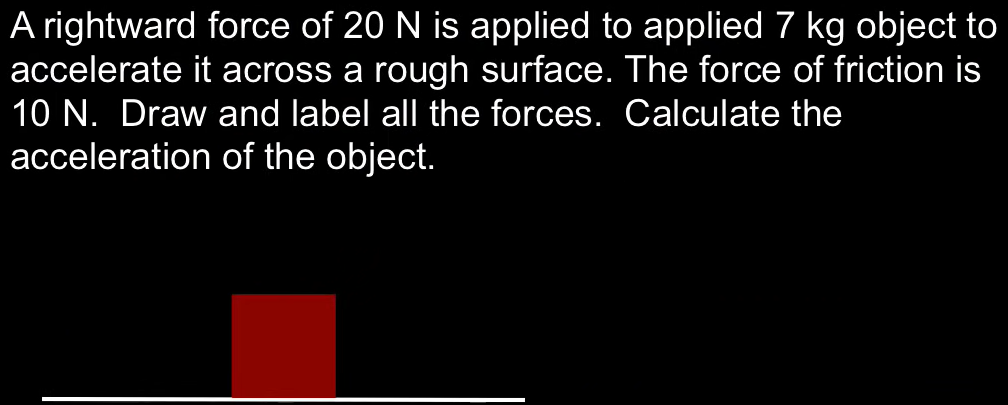 A rightward force of 20 N is applied to applied 7 kg object to
accelerate it across a rough surface. The force of friction is
10 N.  Draw and label all the forces.  Calculate the
acceleration of the object.